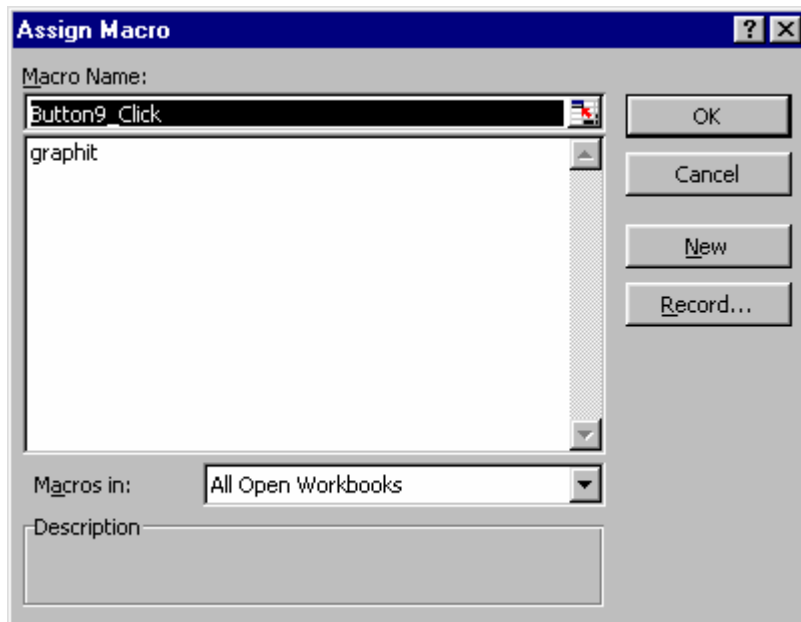 Assign Macro
Macro Name:
Button9_Click
graphit
OK
Cancel
New
Record...
Macros in:
All Open Workbooks
Description